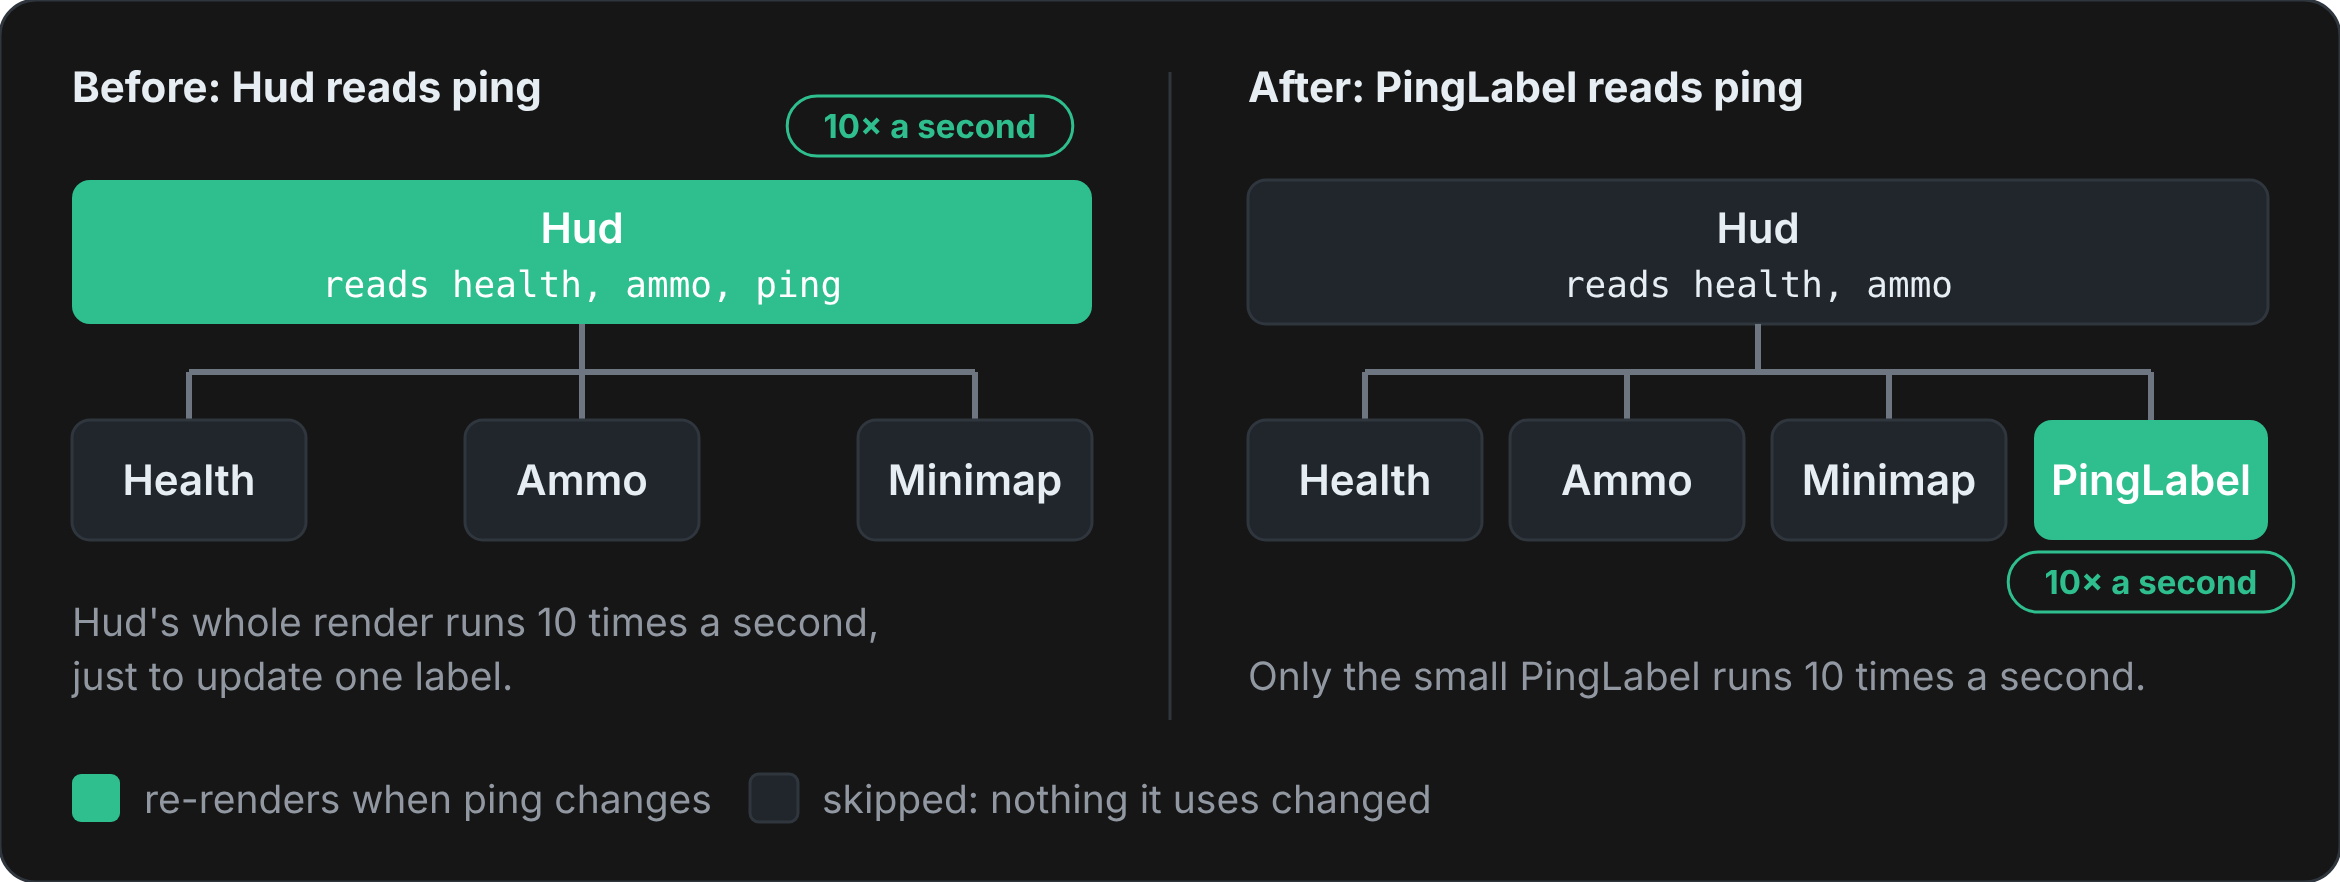 Before: Hud reads ping
10× a second
Hud
reads health, ammo, ping
Health
Ammo
Minimap
Hud's whole render runs 10 times a second,
just to update one label.
After: PingLabel reads ping
Hud
reads health, ammo
Health
Ammo
Minimap
PingLabel
10× a second
Only the small PingLabel runs 10 times a second.
re-renders when ping changes
skipped: nothing it uses changed